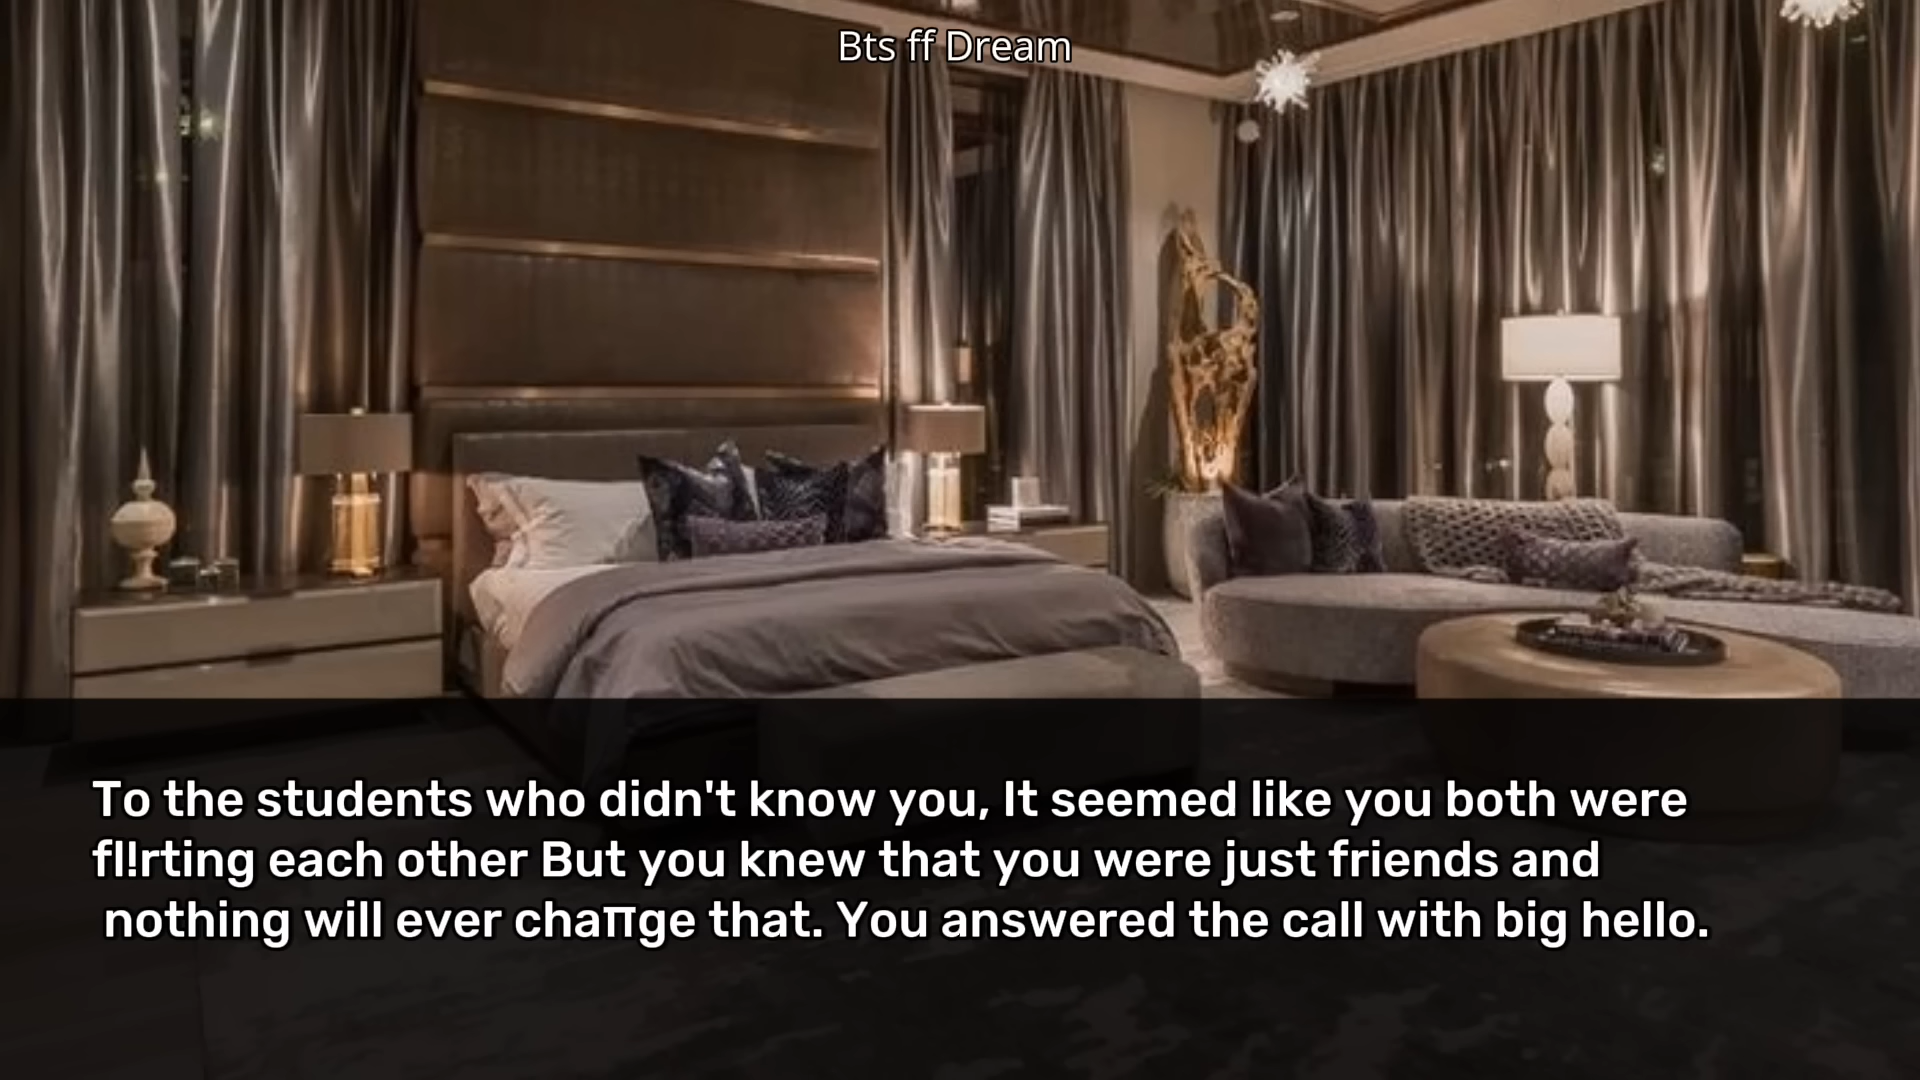 Bts ff Dream
To the students who didn't know you, It seemed like you both were
fl!rting each other But you knew that you were just friends and
nothing will ever chaπge that. You answered the call with big hello.